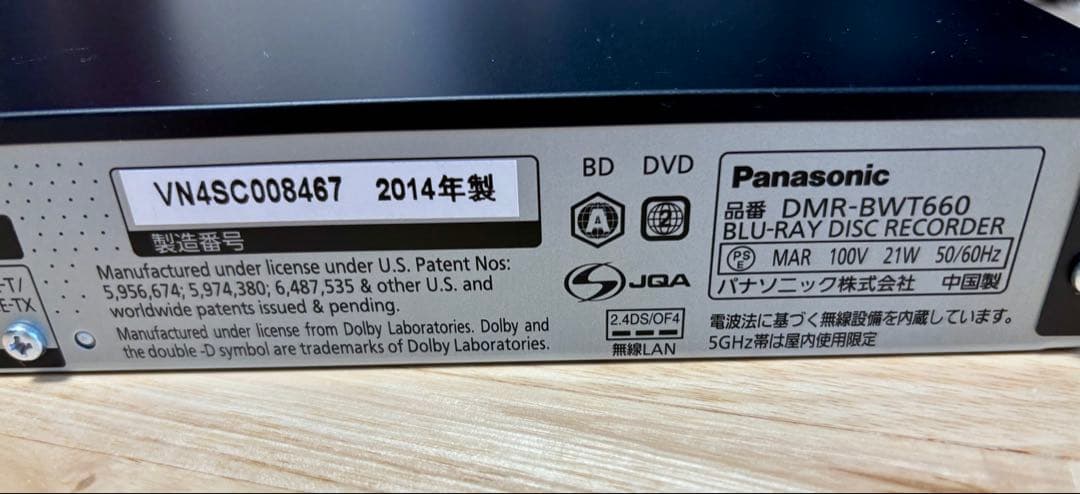 VN4SC008467 2014年製
製造番号
-T/
E-TX
Manufactured under license under U.S. Patent Nos:
5,956,674; 5,974,380; 6,487,535 & other U.S. and
worldwide patents issued & pending.
Manufactured under license from Dolby Laboratories. Dolby and
the double -D symbol are trademarks of Dolby Laboratories.
BD DVD
A 2
JQA
2.4DS/OF4
無線LAN
Panasonic
品番 DMR-BWT660
BLU-RAY DISC RECORDER
PSE MAR 100V 21W 50/60Hz
パナソニック株式会社 中国製
電波法に基づく無線設備を内蔵しています。
5GHz帯は屋内使用限定